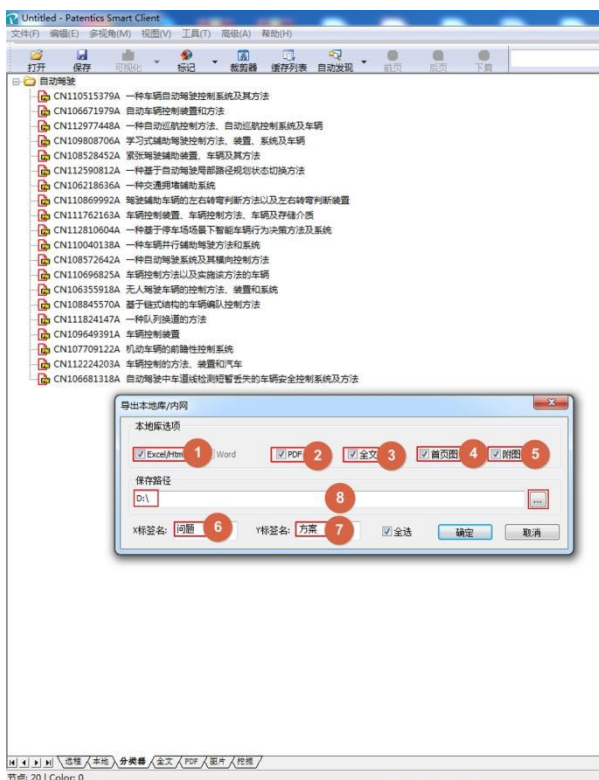 Untitled - Patentics Smart Client
文件(F) 编辑(E) 多视角(M) 视图(V) 工具(T) 高级(A) 帮助(H)
打开 保存 可视化 标记 裁剪器 缓存列表 自动发现 前页 后页 下篇
自动驾驶
CN110515379A 一种车辆自动驾驶控制系统及其方法
CN106671979A 自动车辆控制装置和方法
CN112977448A 一种自动巡航控制方法、自动巡航控制系统及车辆
CN109808706A 学习式辅助驾驶控制方法、装置、系统及车辆
CN108528452A 紧张驾驶辅助装置、车辆及其方法
CN112590812A 一种基于自动驾驶局部路径规划状态切换方法
CN106218636A 一种交通拥堵辅助系统
CN110869992A 驾驶辅助车辆的左右转弯判断方法以及左右转弯判断装置
CN111762163A 车辆控制装置、车辆控制方法、车辆及存储介质
CN112810604A 一种基于停车场场景下智能车辆行为决策方法及系统
CN110040138A 一种车辆并行辅助驾驶方法和系统
CN108572642A 一种自动驾驶系统及其横向控制方法
CN110696825A 车辆控制方法以及实施该方法的车辆
CN106355918A 无人驾驶车辆的控制方法、装置和系统
CN108845570A 基于链式结构的车辆编队控制方法
CN111824147A 一种队列换道的方法
CN109649391A 车辆控制装置
CN107709122A 机动车辆的前瞻性控制系统
CN112224203A 车辆控制的方法、装置和汽车
CN106681318A 自动驾驶中车道线检测短暂丢失的车辆安全控制系统及方法
导出本地库/内网
本地库选项
Excel/Htm 1 Word PDF 2 全文 3 首页图 4 附图 5
保存路径
D:\ 8 ...
X标签名: 问题 6 Y标签名: 方案 7 全选 确定 取消
远程 本地 分类器 全文 PDF 图片 挖掘
节点: 20 | Color: 0